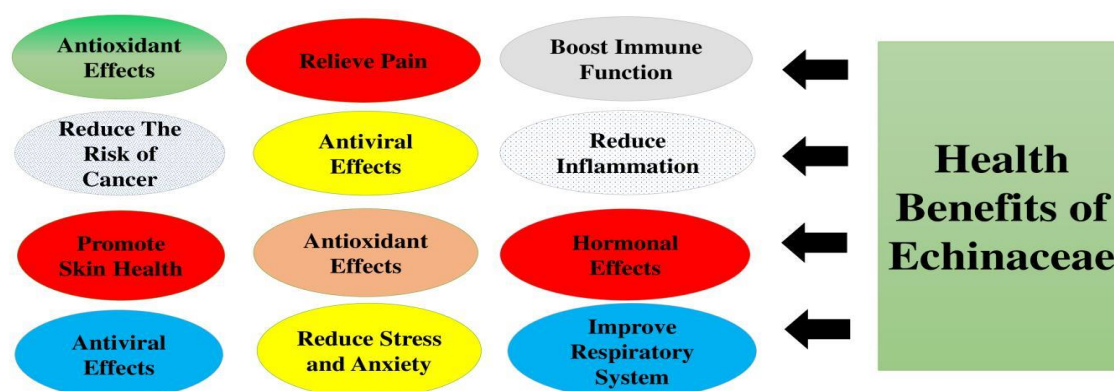 Antioxidant
Effects
Relieve Pain
Boost Immune
Function
Reduce The
Risk of
Cancer
Antiviral
Effects
Reduce
Inflammation
Promote
Skin Health
Antioxidant
Effects
Hormonal
Effects
Antiviral
Effects
Reduce Stress
and Anxiety
Improve
Respiratory
System
Health
Benefits of
Echinaceae